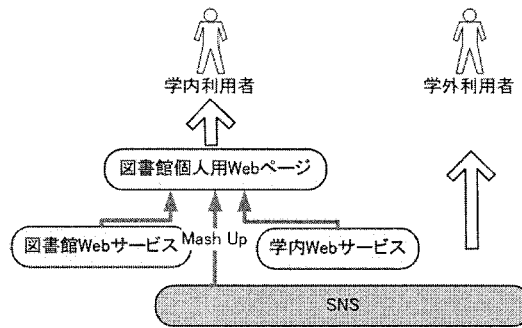 学内利用者
学外利用者
図書館個人用Webページ
図書館Webサービス
Mash Up
学内Webサービス
SNS